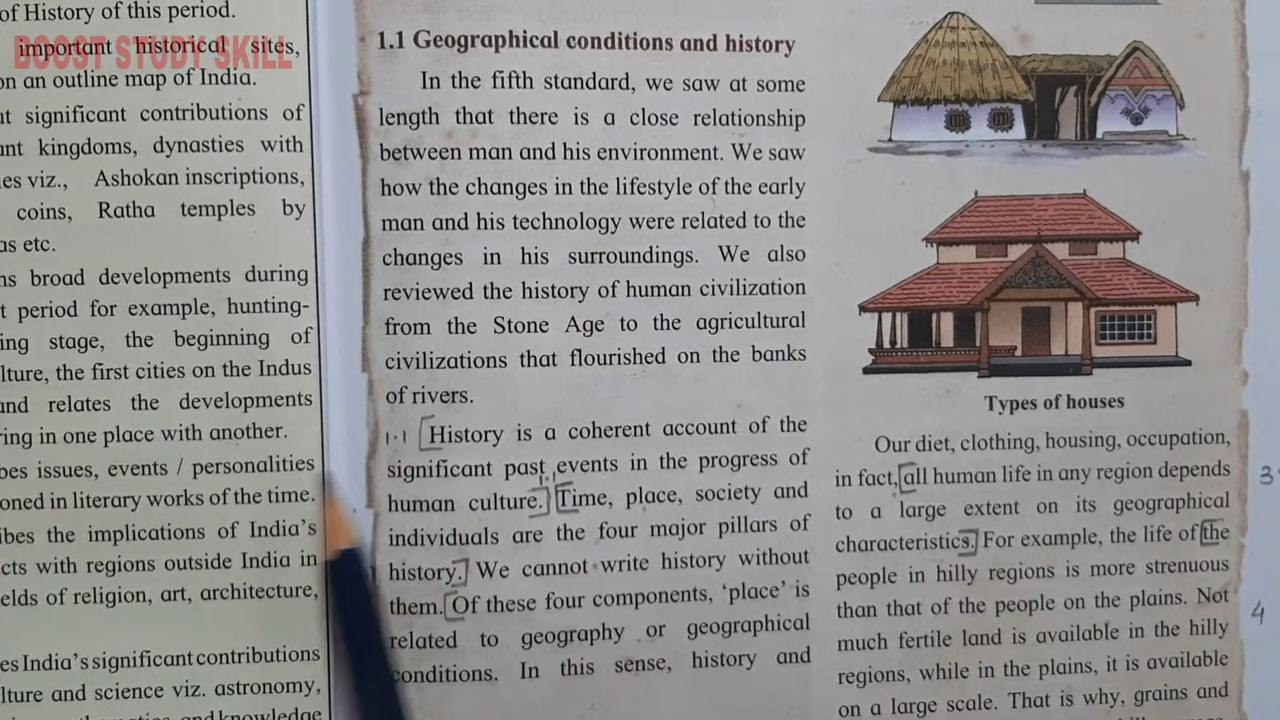 of History of this period.
important historical sites,
BOOST STUDY SKILL
on an outline map of India.
significant contributions of
kingdoms, dynasties with
viz., Ashokan inscriptions,
coins, Ratha temples by
etc.
broad developments during
period for example, hunting-
stage, the beginning of
the first cities on the Indus
and relates the developments
in one place with another.
issues, events / personalities
in literary works of the time.
the implications of India's
with regions outside India in
of religion, art, architecture,
India's significant contributions
and science viz. astronomy,
1.1 Geographical conditions and history
In the fifth standard, we saw at some
length that there is a close relationship
between man and his environment. We saw
how the changes in the lifestyle of the early
man and his technology were related to the
changes in his surroundings. We also
reviewed the history of human civilization
from the Stone Age to the agricultural
civilizations that flourished on the banks
of rivers.
1.1 History is a coherent account of the
significant past events in the progress of
human culture. Time, place, society and
individuals are the four major pillars of
history. We cannot write history without
them. Of these four components, 'place' is
related to geography or geographical
conditions. In this sense, history and
Types of houses
Our diet, clothing, housing, occupation,
in fact, all human life in any region depends
to a large extent on its geographical
characteristics. For example, the life of the
people in hilly regions is more strenuous
than that of the people on the plains. Not
much fertile land is available in the hilly
regions, while in the plains, it is available
on a large scale. That is why, grains and
3
4